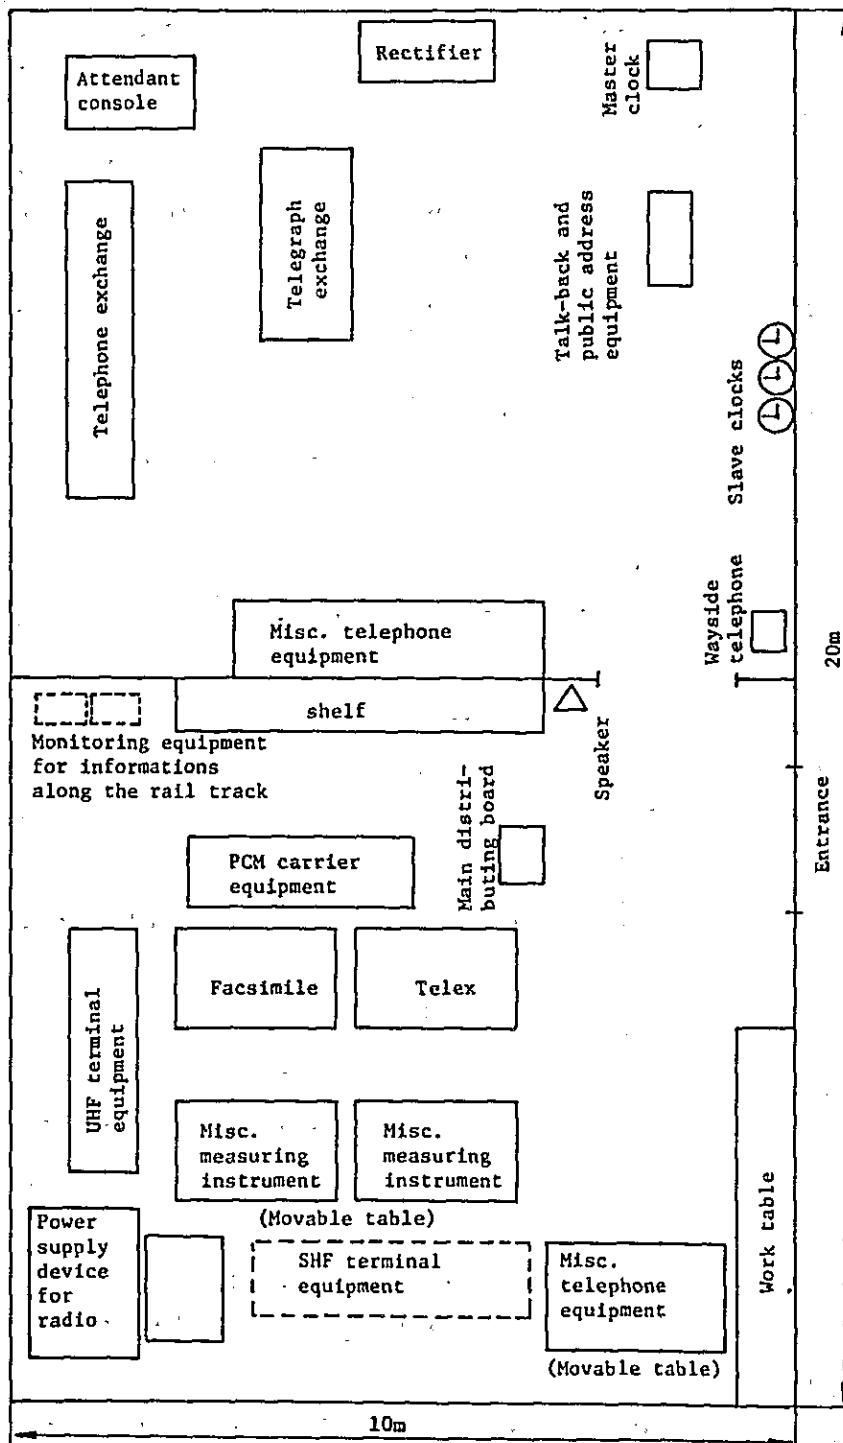 Rectifier
Attendant
console
Master
clock
Telephone exchange
Telegraph
exchange
Talk-back and
public address
equipment
Slave clocks
Wayside
telephone
20m
Misc. telephone
equipment
shelf
Speaker
Monitoring equipment
for informations
along the rail track
Main distri-
buting board
Entrance
PCM carrier
equipment
UHF terminal
equipment
Facsimile
Telex
Misc.
measuring
instrument
Misc.
measuring
instrument
(Movable table)
Work table
Power
supply
device
for
radio
SHF terminal
equipment
Misc.
telephone
equipment
(Movable table)
10m